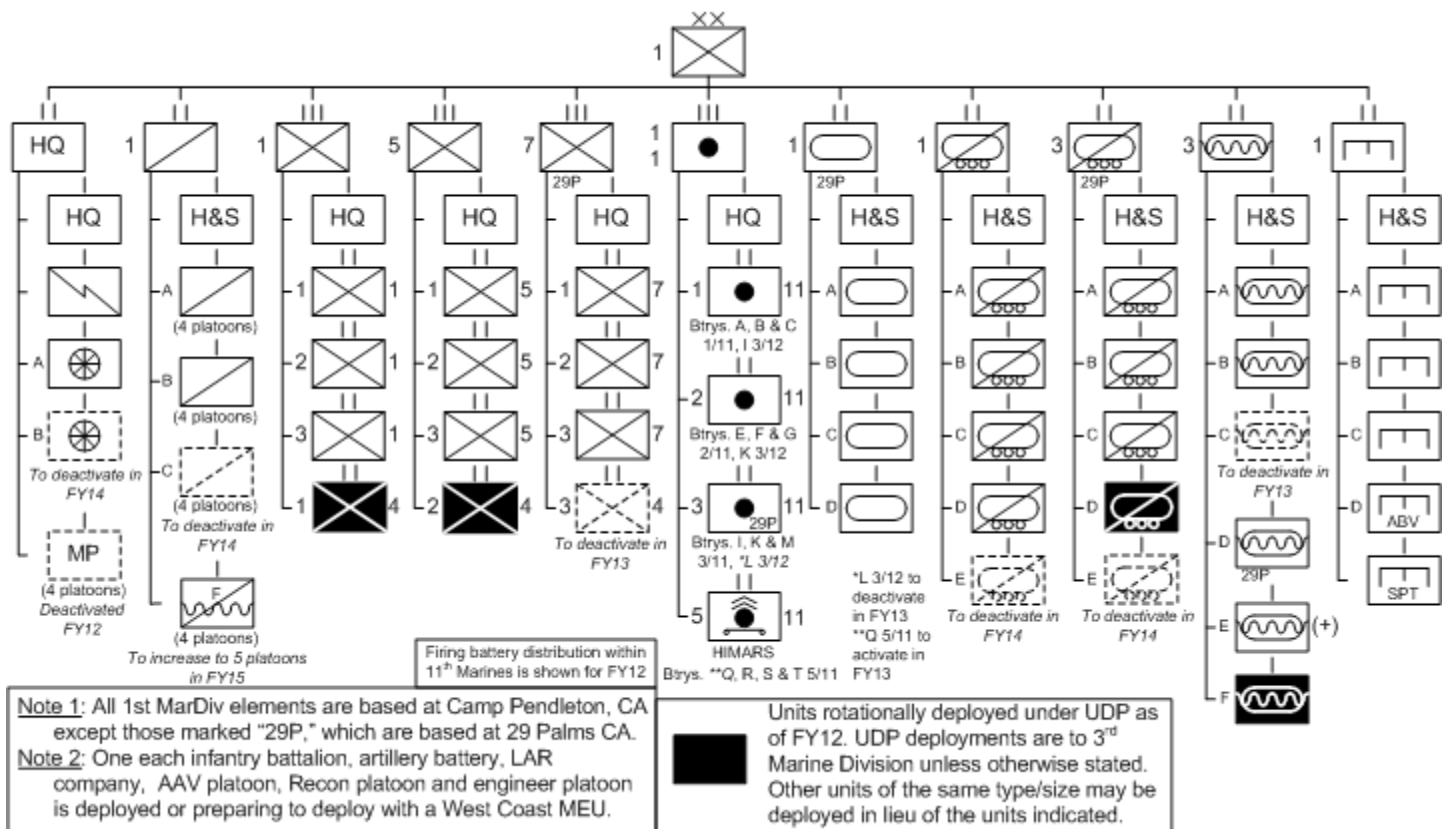 XX
1
HQ
1
1
5
7
29P
1
1
1
29P
1
3
29P
3
1
HQ
H&S
HQ
HQ
HQ
HQ
H&S
H&S
H&S
H&S
H&S
A
(4 platoons)
1
1
1
5
1
7
1
11
Btrys. A, B & C
1/11, I 3/12
A
A
A
A
A
A
B
(4 platoons)
2
1
2
5
2
7
2
11
Btrys. E, F & G
2/11, K 3/12
B
B
B
B
B
B
To deactivate in
FY14
C
(4 platoons)
To deactivate in
FY14
3
1
3
5
3
7
3
11
29P
Btrys. I, K & M
3/11, *L 3/12
C
C
C
C
To deactivate in
FY13
C
MP
(4 platoons)
Deactivated
FY12
F
(4 platoons)
To increase to 5 platoons
in FY15
1
4
2
4
3
4
To deactivate in
FY13
5
11
HIMARS
Btrys. **Q, R, S & T 5/11
D
D
D
D
29P
D
ABV
*L 3/12 to
deactivate
in FY13
**Q 5/11 to
activate in
FY13
E
To deactivate in
FY14
E
To deactivate in
FY14
E
(+)
F
SPT
Firing battery distribution within
11th Marines is shown for FY12
Note 1: All 1st MarDiv elements are based at Camp Pendleton, CA
except those marked “29P,” which are based at 29 Palms CA.
Note 2: One each infantry battalion, artillery battery, LAR
company, AAV platoon, Recon platoon and engineer platoon
is deployed or preparing to deploy with a West Coast MEU.
Units rotationally deployed under UDP as
of FY12. UDP deployments are to 3rd
Marine Division unless otherwise stated.
Other units of the same type/size may be
deployed in lieu of the units indicated.